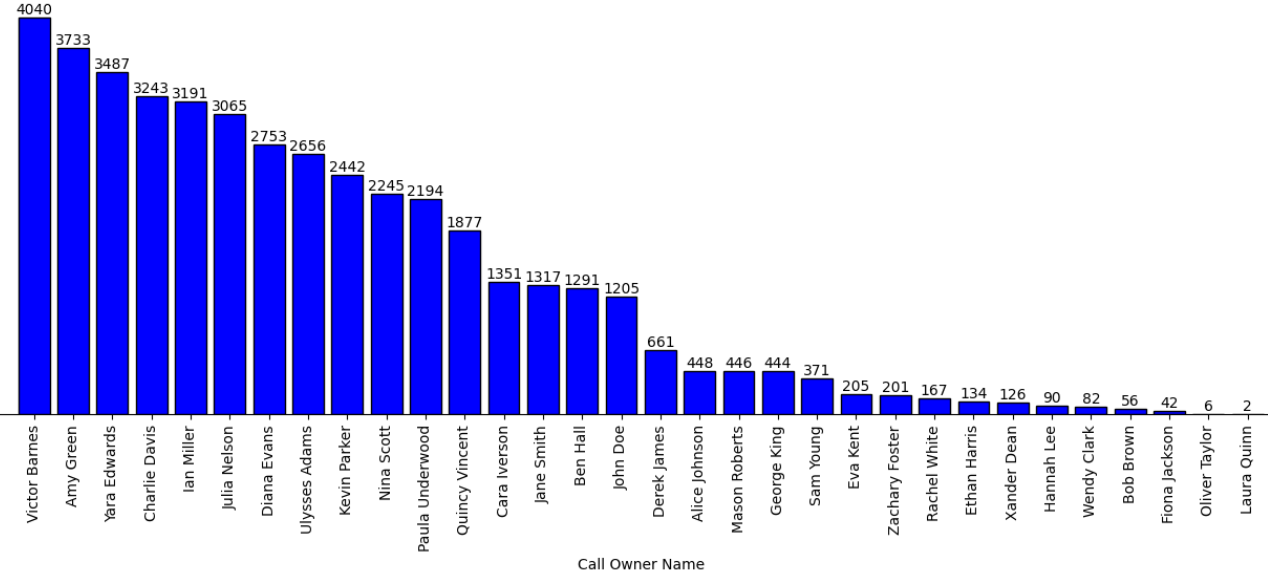 4040
3733
3487
3243
3191
3065
2753
2656
2442
2245
2194
1877
1351
1317
1291
1205
661
448
446
444
371
205
201
167
134
126
90
82
56
42
6
2
Victor Barnes
Amy Green
Yara Edwards
Charlie Davis
Ian Miller
Julia Nelson
Diana Evans
Ulysses Adams
Kevin Parker
Nina Scott
Paula Underwood
Quincy Vincent
Cara Iverson
Jane Smith
Ben Hall
John Doe
Derek James
Alice Johnson
Mason Roberts
George King
Sam Young
Eva Kent
Zachary Foster
Rachel White
Ethan Harris
Xander Dean
Hannah Lee
Wendy Clark
Bob Brown
Fiona Jackson
Oliver Taylor
Laura Quinn
Call Owner Name